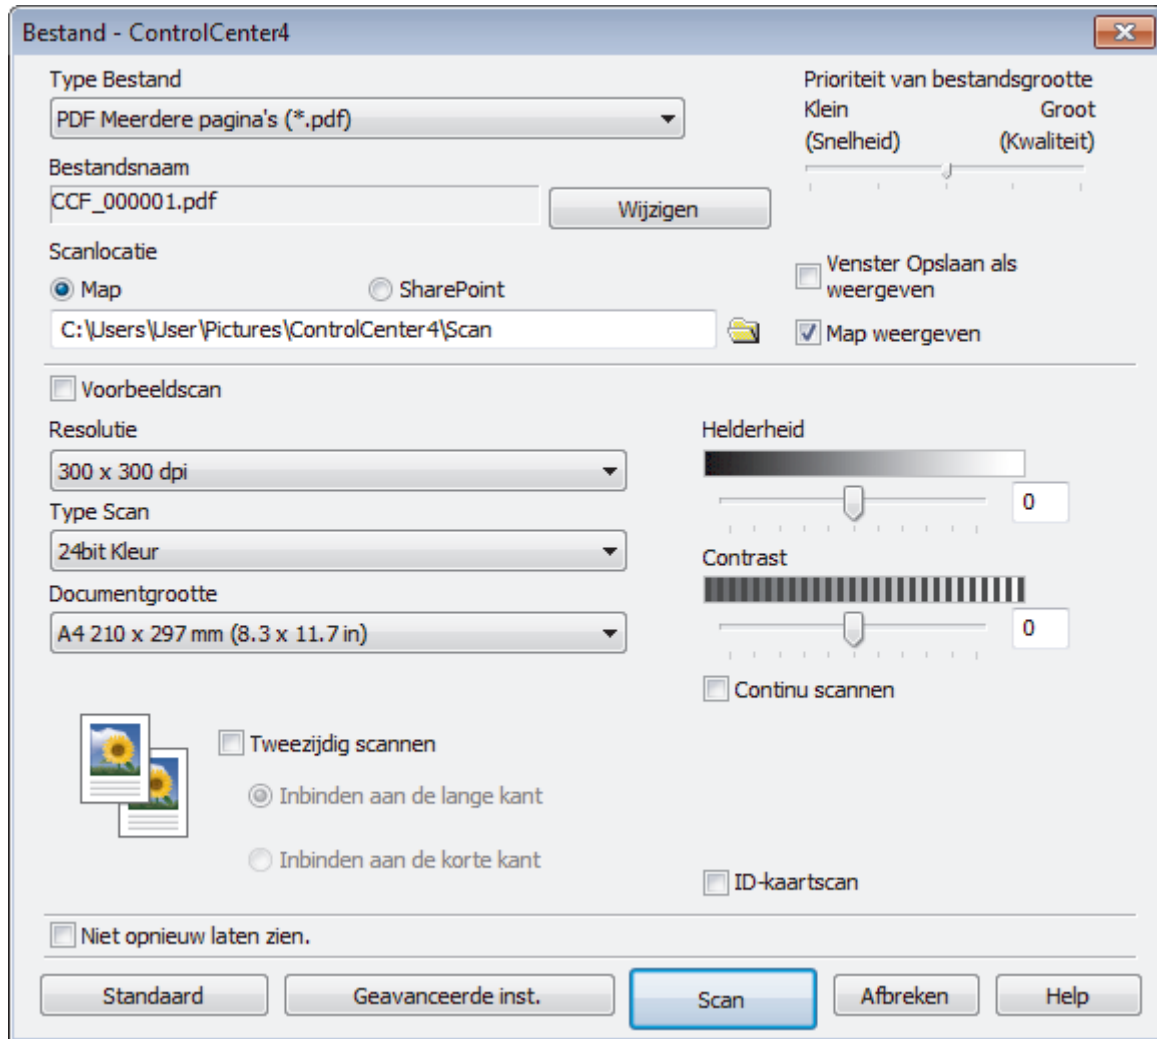 Bestand - ControlCenter4
Type Bestand
PDF Meerdere pagina's (*.pdf)
Prioriteit van bestandsgrootte
Klein Groot
(Snelheid) (Kwaliteit)
Bestandsnaam
CCF_000001.pdf
Wijzigen
Scanlocatie
Map
SharePoint
C:\Users\User\Pictures\ControlCenter4\Scan
Venster Opslaan als
weergeven
Map weergeven
Voorbeeldscan
Resolutie
300 x 300 dpi
Type Scan
24bit Kleur
Documentgrootte
A4 210 x 297 mm (8.3 x 11.7 in)
Helderheid
0
Contrast
0
Continu scannen
Tweezijdig scannen
Inbinden aan de lange kant
Inbinden aan de korte kant
ID-kaartscan
Niet opnieuw laten zien.
Standaard
Geavanceerde inst.
Scan
Afbreken
Help